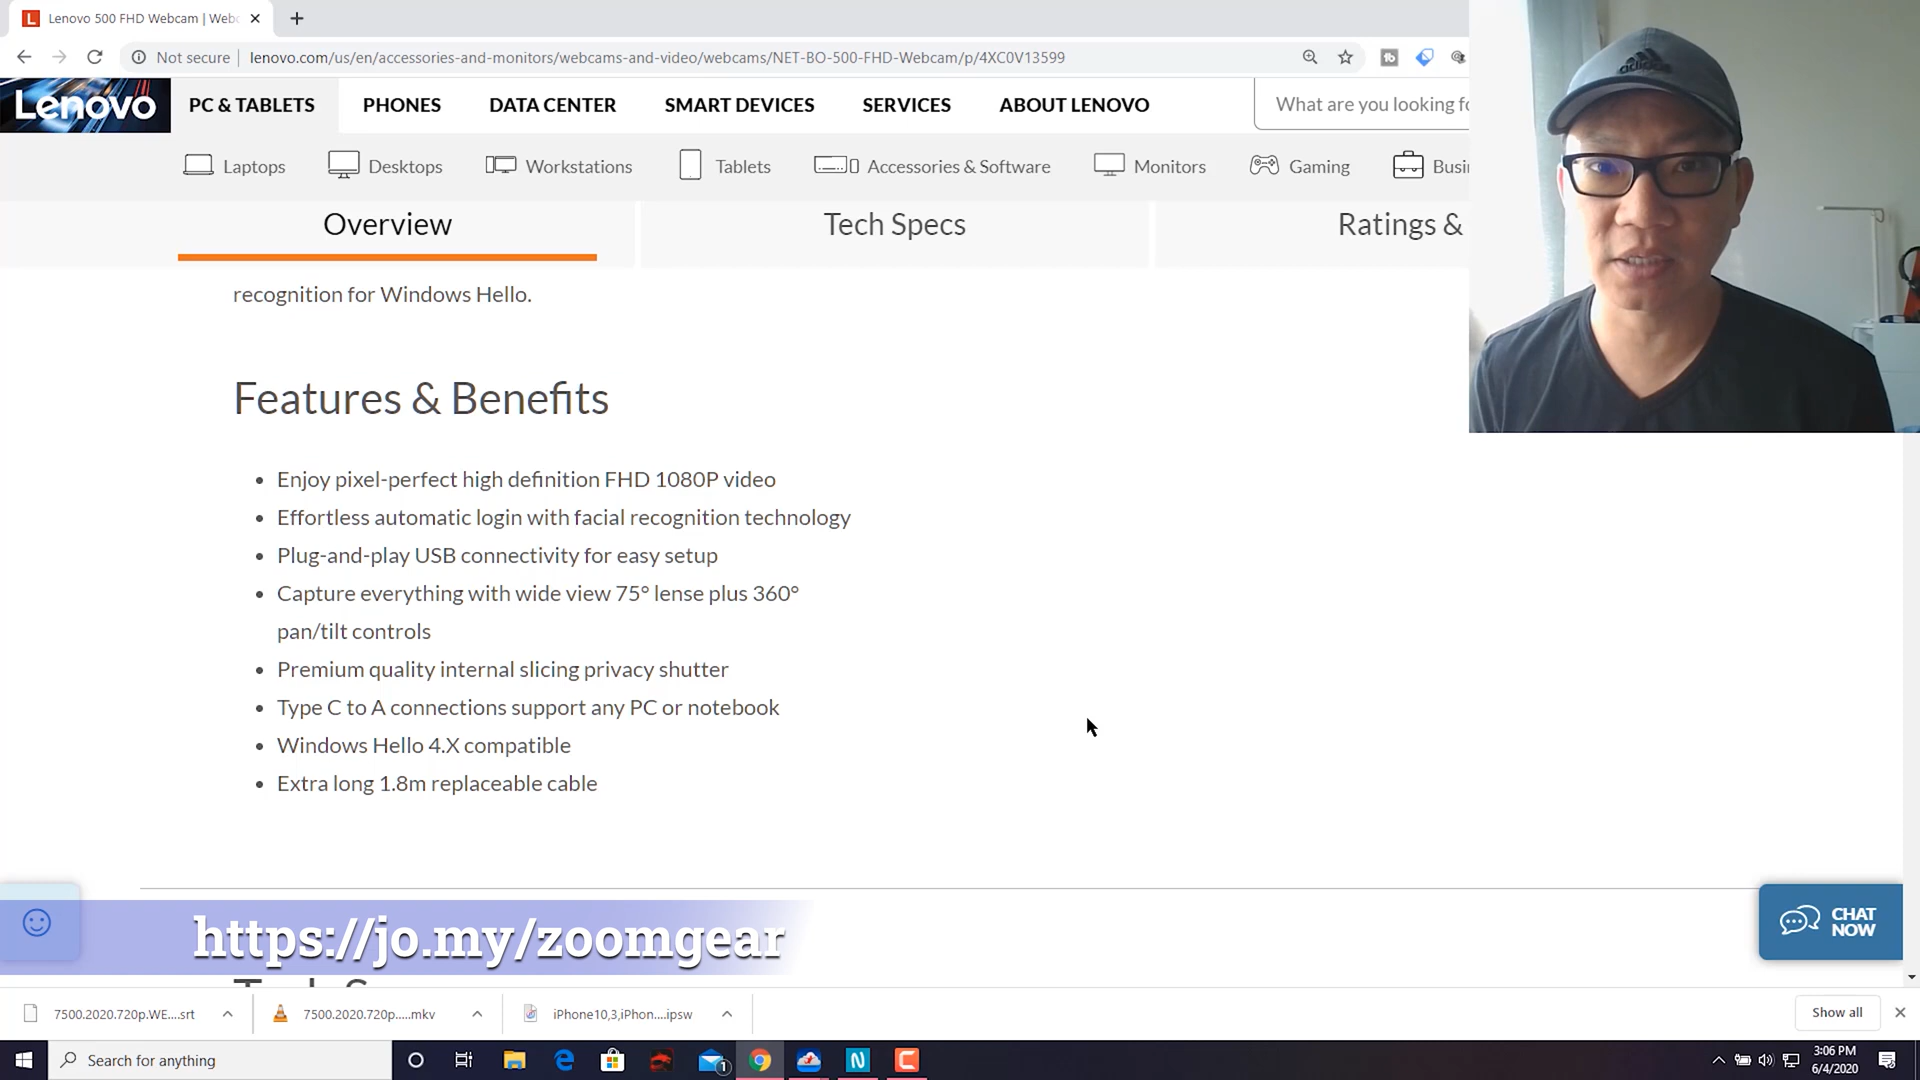 Lenovo 500 FHD Webcam | Webc
Not secure | lenovo.com/us/en/accessories-and-monitors/webcams-and-video/webcams/NET-BO-500-FHD-Webcam/p/4XC0V13599
Lenovo
PC & TABLETS
PHONES
DATA CENTER
SMART DEVICES
SERVICES
ABOUT LENOVO
What are you looking fo
adidas
Laptops
Desktops
Workstations
Tablets
Accessories & Software
Monitors
Gaming
Busi
Overview
Tech Specs
Ratings &
recognition for Windows Hello.
Features & Benefits
• Enjoy pixel-perfect high definition FHD 1080P video
• Effortless automatic login with facial recognition technology
• Plug-and-play USB connectivity for easy setup
• Capture everything with wide view 75° lense plus 360°
pan/tilt controls
• Premium quality internal slicing privacy shutter
• Type C to A connections support any PC or notebook
• Windows Hello 4.X compatible
• Extra long 1.8m replaceable cable
CHAT
NOW
https://jo.my/zoomgear
7500.2020.720p.WE....srt
7500.2020.720p.....mkv
iPhone10,3,iPhon....ipsw
Show all
Search for anything
3:06 PM
6/4/2020